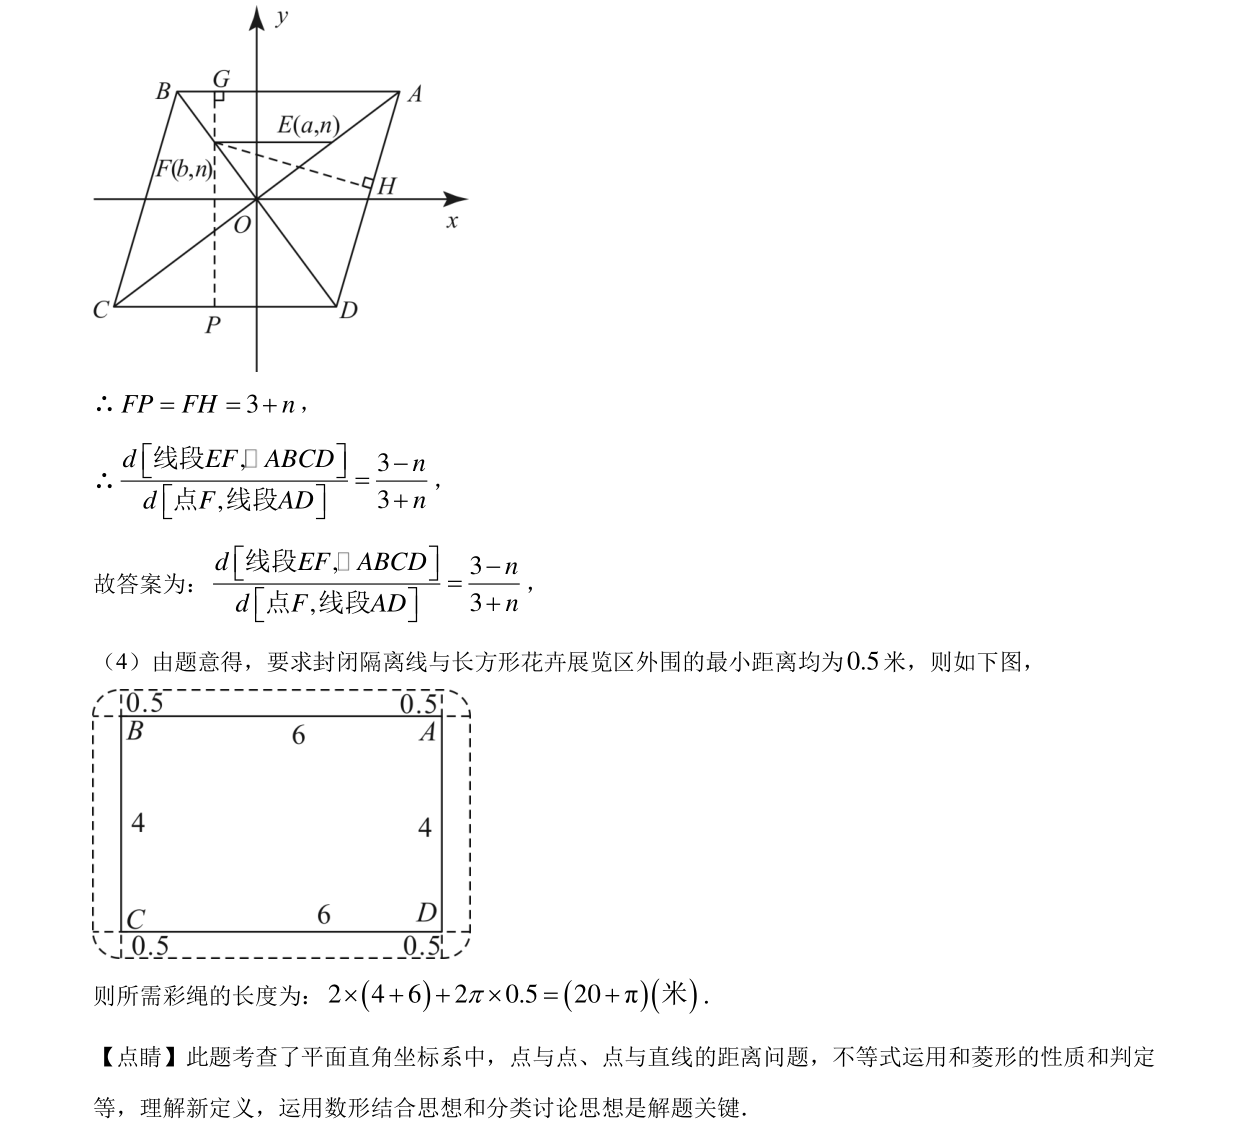 y
B G A
E(a,n)
F(b,n)
H
O x
C D
P
∴ FP = FH = 3+n，
∴ d[线段EF,□ ABCD] / d[点F,线段AD] = 3−n / 3+n，
故答案为： d[线段EF,□ ABCD] / d[点F,线段AD] = 3−n / 3+n，
（4）由题意得，要求封闭隔离线与长方形花卉展览区外围的最小距离均为0.5米，则如下图，
0.5 0.5
B 6 A
4 4
C 6 D
0.5 0.5
则所需彩绳的长度为：2×(4+6)+2π×0.5=(20+π)(米)．
【点睛】此题考查了平面直角坐标系中，点与点、点与直线的距离问题，不等式运用和菱形的性质和判定
等，理解新定义，运用数形结合思想和分类讨论思想是解题关键．